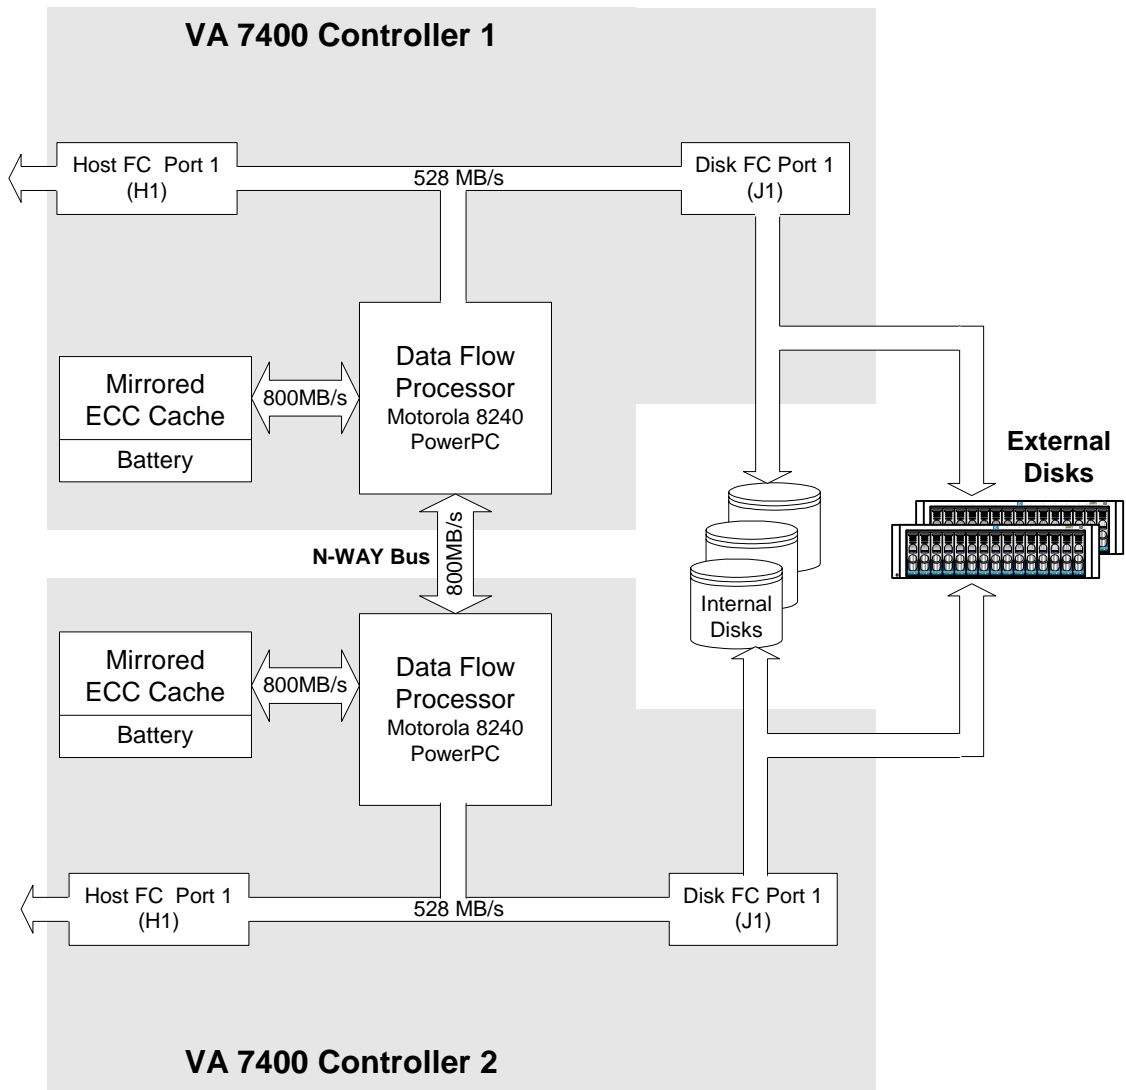 VA 7400 Controller 1
Host FC Port 1
(H1)
528 MB/s
Disk FC Port 1
(J1)
Data Flow
Processor
Motorola 8240
PowerPC
Mirrored
ECC Cache
Battery
800MB/s
External
Disks
N-WAY Bus
800MB/s
Internal
Disks
Mirrored
ECC Cache
Battery
800MB/s
Data Flow
Processor
Motorola 8240
PowerPC
Host FC Port 1
(H1)
528 MB/s
Disk FC Port 1
(J1)
VA 7400 Controller 2